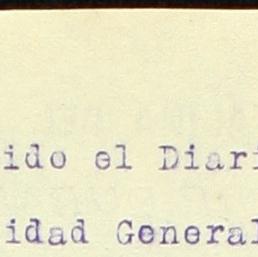 ido el Diari
idad General